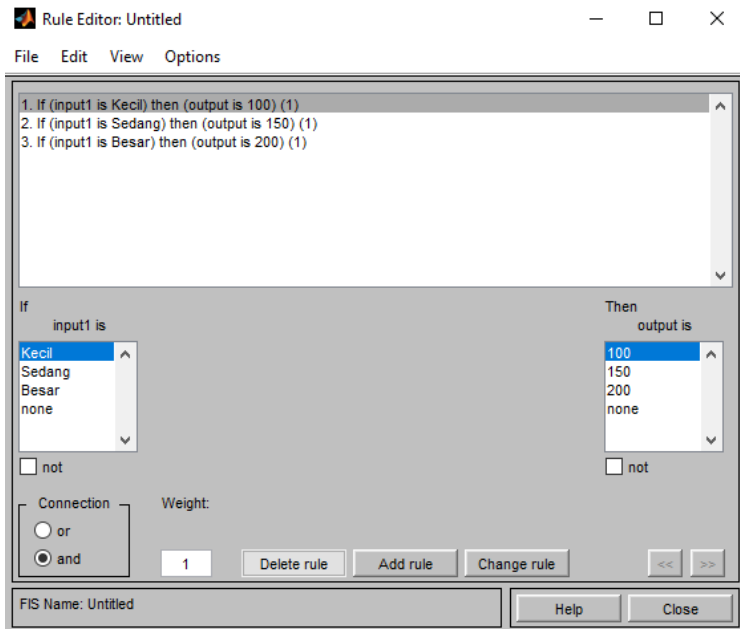 Rule Editor: Untitled
File Edit View Options
1. If (input1 is Kecil) then (output is 100) (1)
2. If (input1 is Sedang) then (output is 150) (1)
3. If (input1 is Besar) then (output is 200) (1)
If
input1 is
Kecil
Sedang
Besar
none
not
Then
output is
100
150
200
none
not
Connection
or
and
Weight:
1
Delete rule
Add rule
Change rule
<<
>>
FIS Name: Untitled
Help
Close